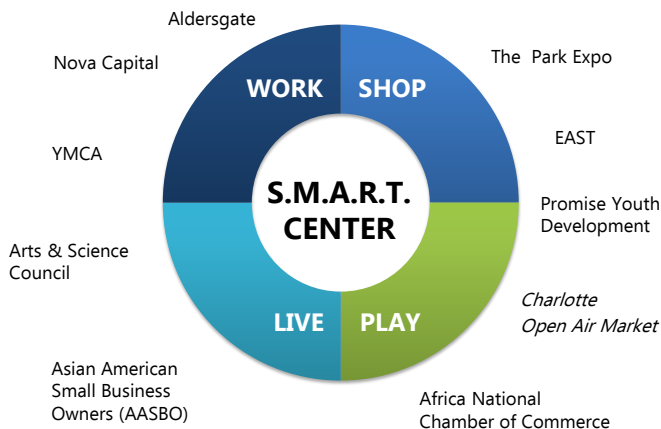 Aldersgate
Nova Capital
The Park Expo
WORK
SHOP
YMCA
EAST
S.M.A.R.T.
CENTER
Promise Youth
Development
Arts & Science
Council
Charlotte
Open Air Market
LIVE
PLAY
Asian American
Small Business
Owners (AASBO)
Africa National
Chamber of Commerce